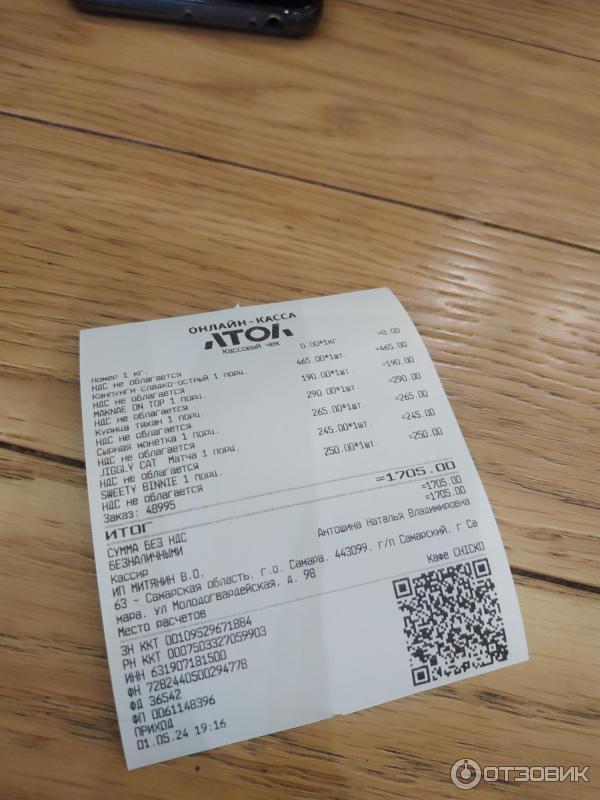 ОНЛАЙН-КАССА
АТОЛ
Кассовый чек
Номер 1 кг. 0.00*1кг =0.00
НДС не облагается
Канпунги сладко-острый 1 порц. 465.00*1шт. =465.00
НДС не облагается
MAKNAE ON TOP 1 порц. 190.00*1шт. =190.00
НДС не облагается
Курица тяхан 1 порц. 290.00*1шт. =290.00
НДС не облагается
Сырная монетка 1 порц. 265.00*1шт. =265.00
НДС не облагается
JIGGLY CAT Матча 1 порц. 245.00*1шт. =245.00
НДС не облагается
SWEETY BINNIE 1 порц. 250.00*1шт. =250.00
НДС не облагается
Заказ: 48995
ИТОГ =1705.00
СУММА БЕЗ НДС =1705.00
БЕЗНАЛИЧНЫМИ =1705.00
Кассир Антошина Наталья Владимировна
ИП МИТЯНИН В.О.
63 - Самарская область, г.о. Самара, 443099, г/п Самарский, г Са
мара, ул Молодогвардейская, д. 98
Место расчетов Кафе CHICKO
ЗН ККТ 00109529671884
РН ККТ 0007503327059903
ИНН 631907181500
ФН 7282440500294778
ФД 36542
ФП 0061148396
ПРИХОД
01.05.24 19:16
ОТЗОВИК